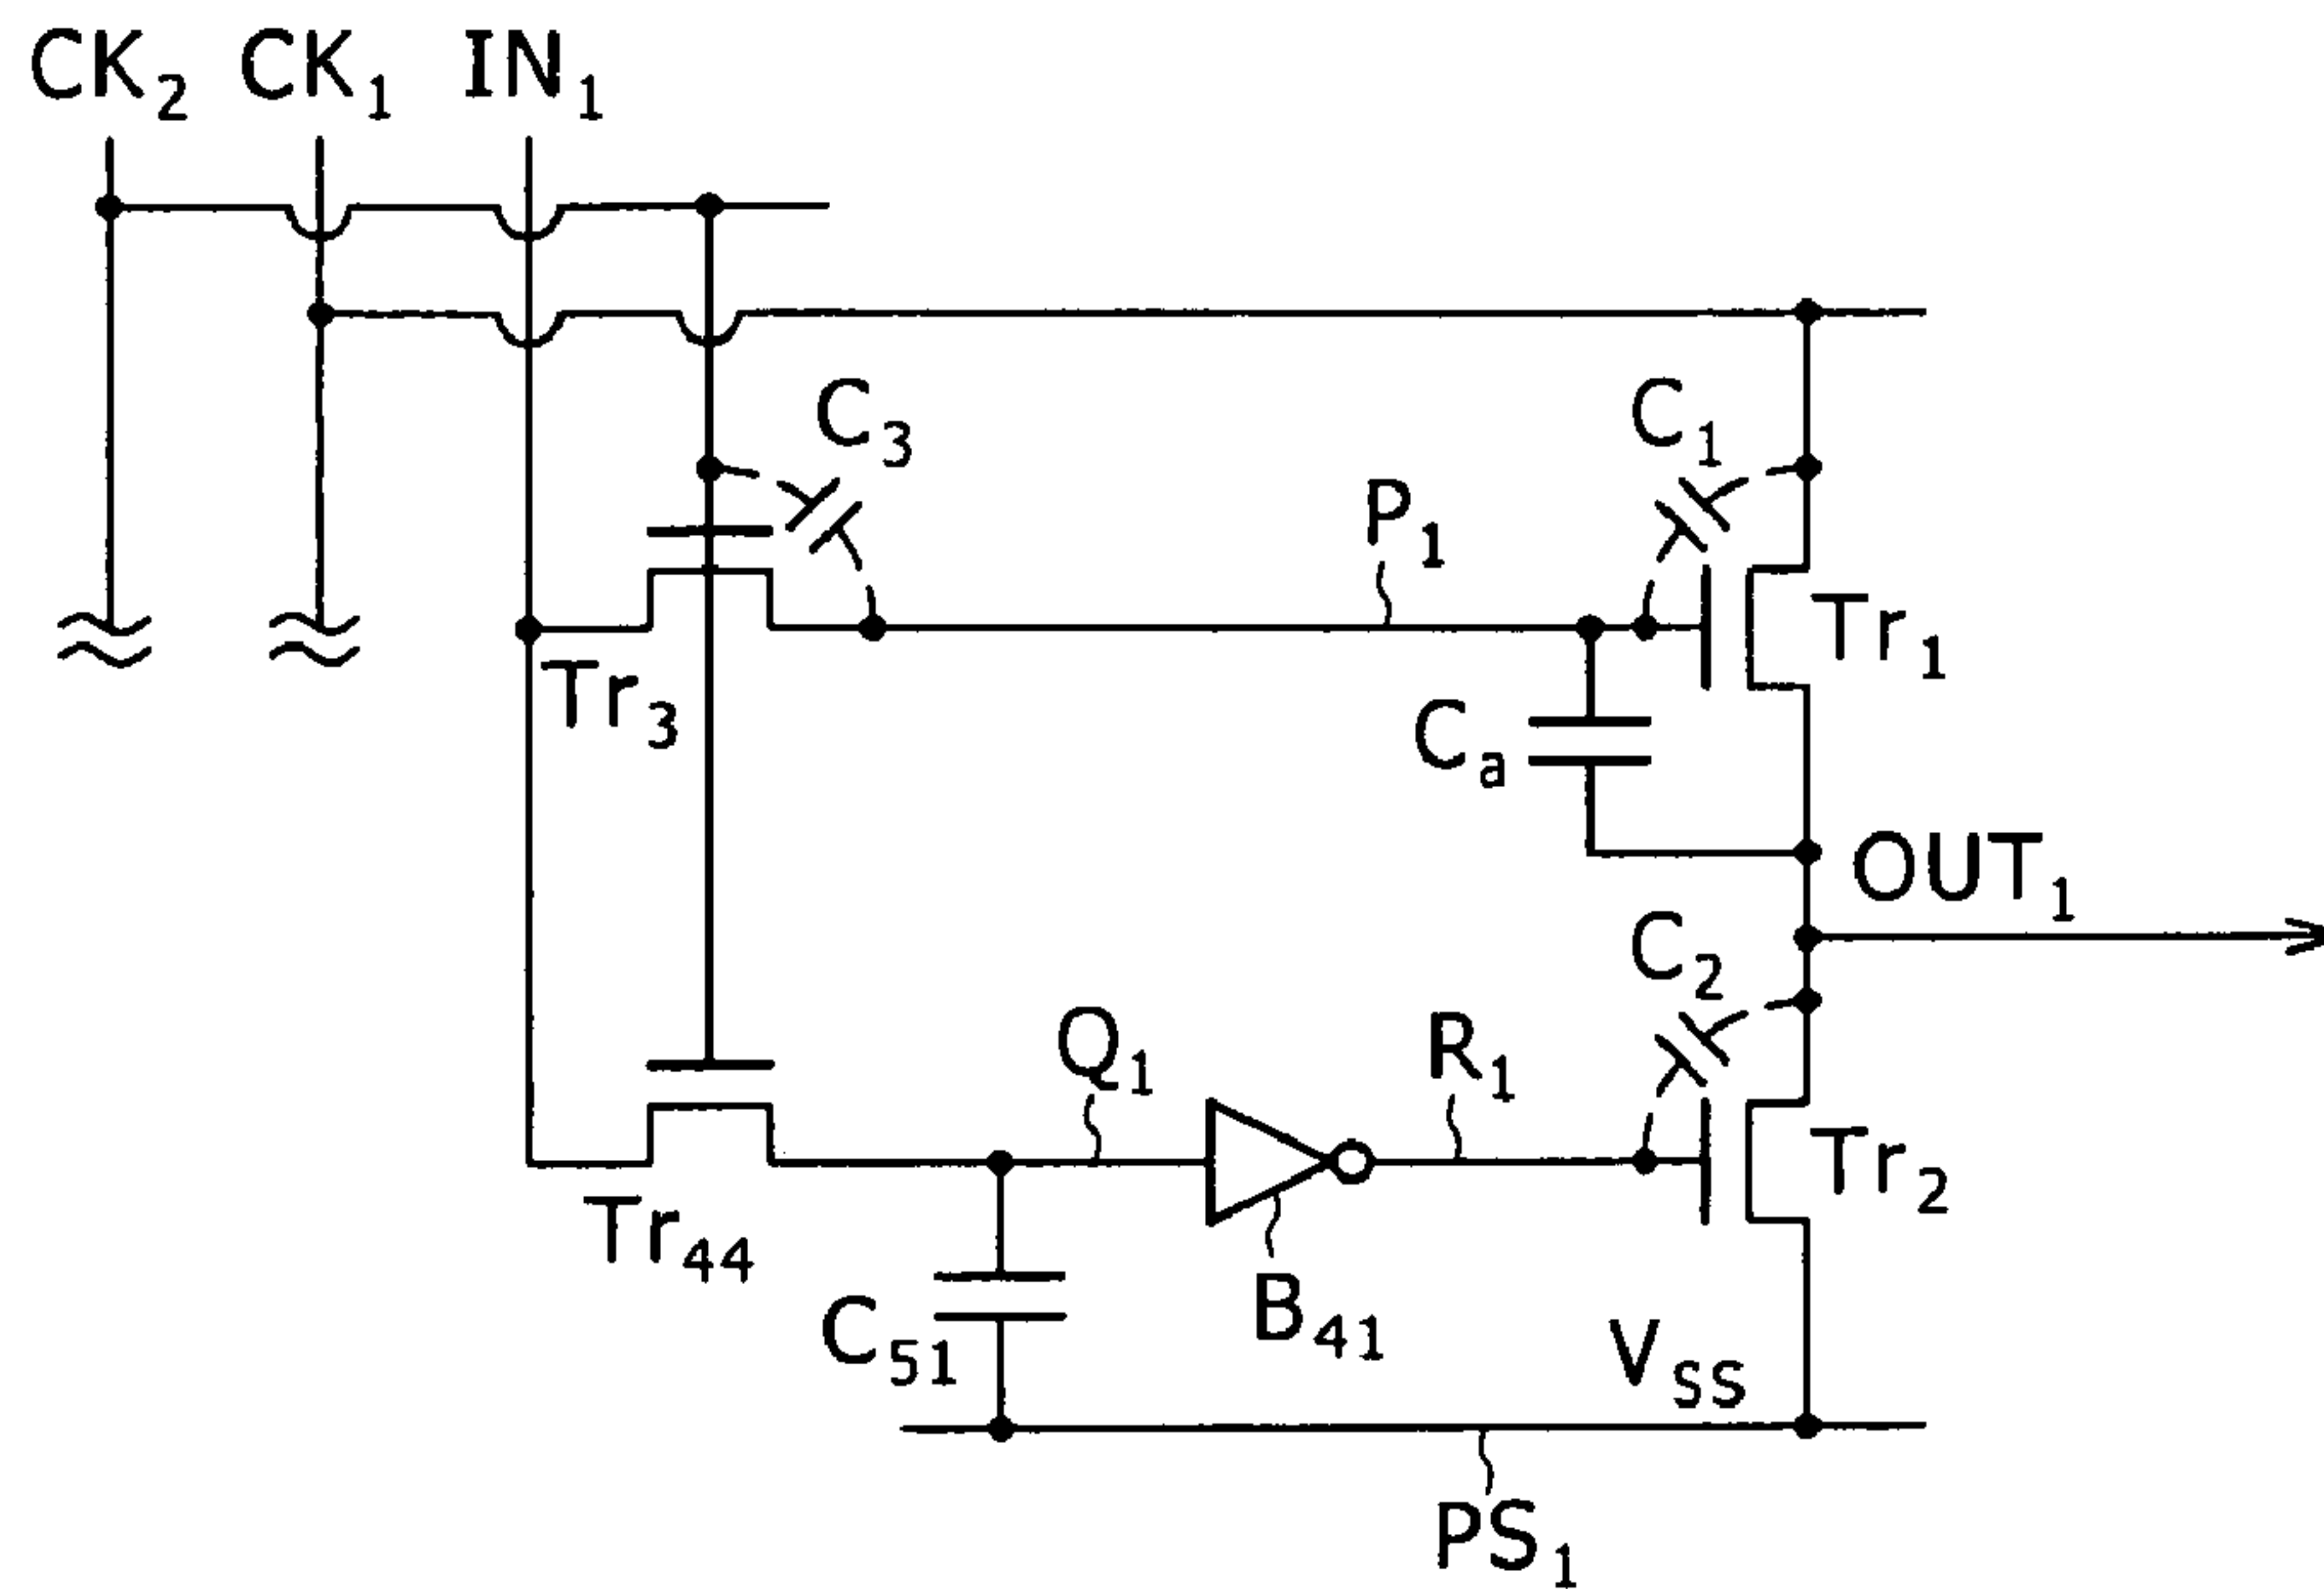 CK₂ CK₁ IN₁
C₃ C₁
P₁
Tr₁
Tr₃
Cₐ
OUT₁
C₂
Q₁ R₁
Tr₂
Tr₄₄
C₅₁ B₄₁ Vss
PS₁